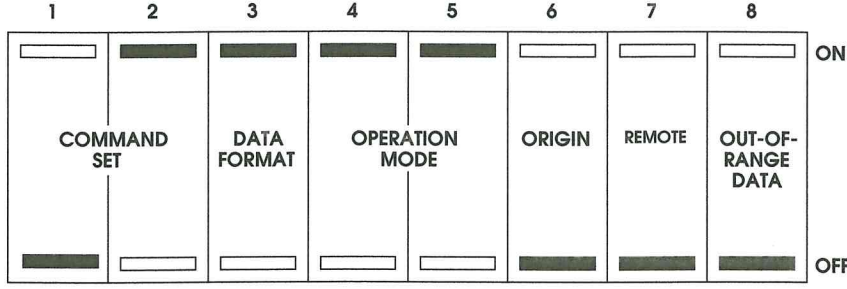 1 2 3 4 5 6 7 8
ON
COMMAND SET
DATA FORMAT
OPERATION MODE
ORIGIN
REMOTE
OUT-OF-RANGE DATA
OFF